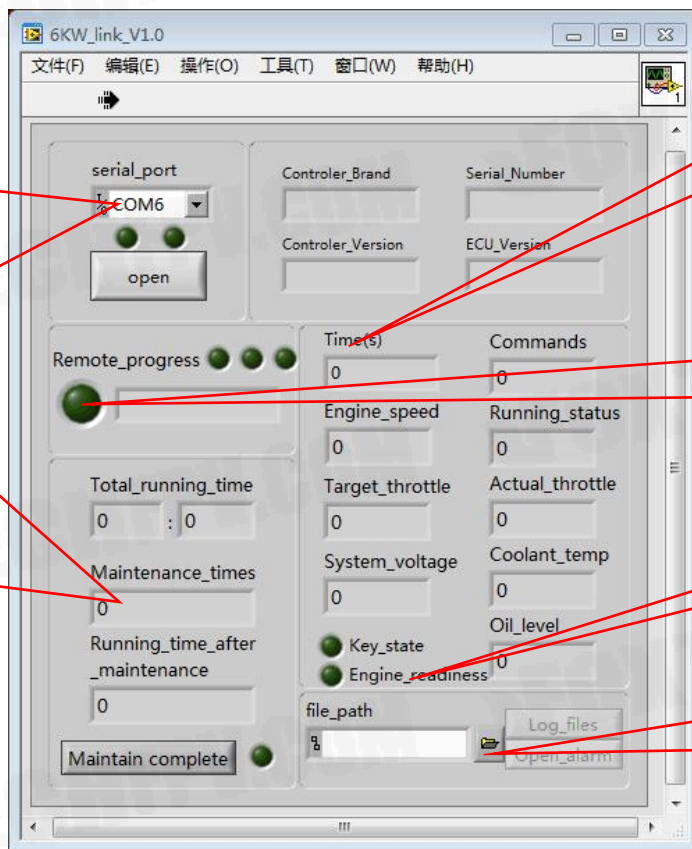 6KW_link_V1.0
文件(F) 编辑(E) 操作(O) 工具(T) 窗口(W) 帮助(H)
1
serial_port
COM6
open
Controler_Brand
Serial_Number
Controler_Version
ECU_Version
Remote_progress
Time(s)
0
Commands
0
Engine_speed
0
Running_status
0
Target_throttle
0
Actual_throttle
0
System_voltage
0
Coolant_temp
0
Oil_level
0
Key_state
Engine_readiness
Total_running_time
0 : 0
Maintenance_times
0
Running_time_after
_maintenance
0
Maintain complete
file_path
Log_files
Open_alarm